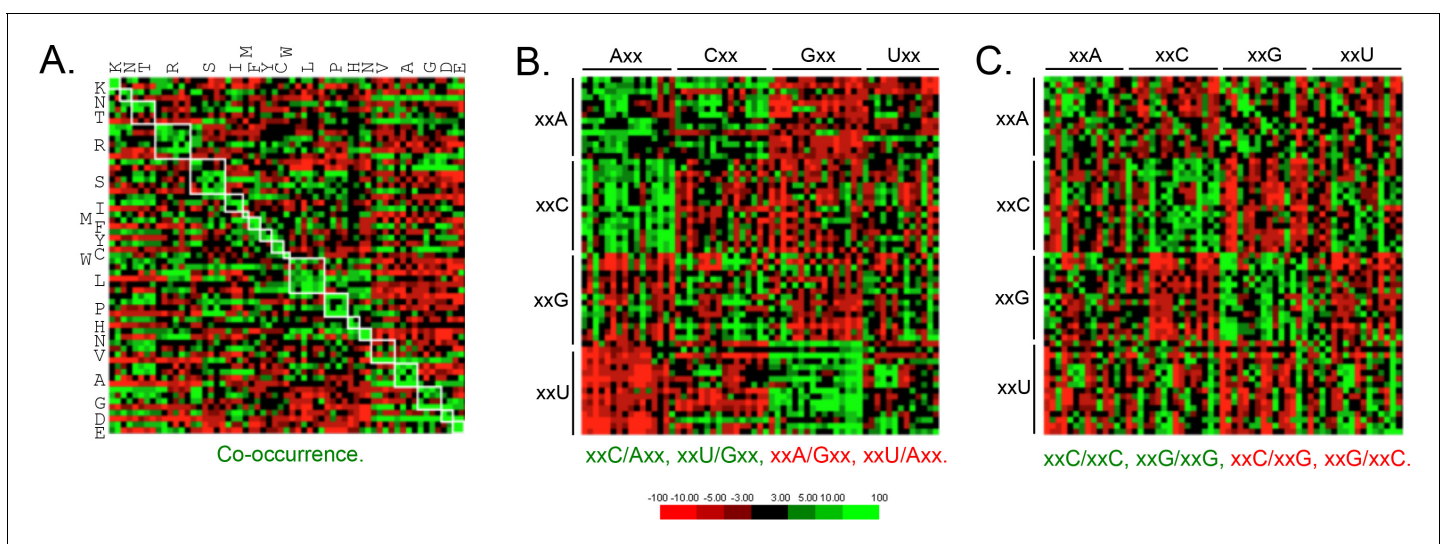 A.
K N T R S I M F Y C W L P H N V A G D E
K
N
T
R
S
I
M
F
Y
C
W
L
P
H
N
V
A
G
D
E
Co-occurrence.
B.
Axx Cxx Gxx Uxx
xxA
xxC
xxG
xxU
xxC/Axx, xxU/Gxx, xxA/Gxx, xxU/Axx.
C.
xxA xxC xxG xxU
xxA
xxC
xxG
xxU
xxC/xxC, xxG/xxG, xxC/xxG, xxG/xxC.
-100 -10.00 -5.00 -3.00 3.00 5.00 10.00 100